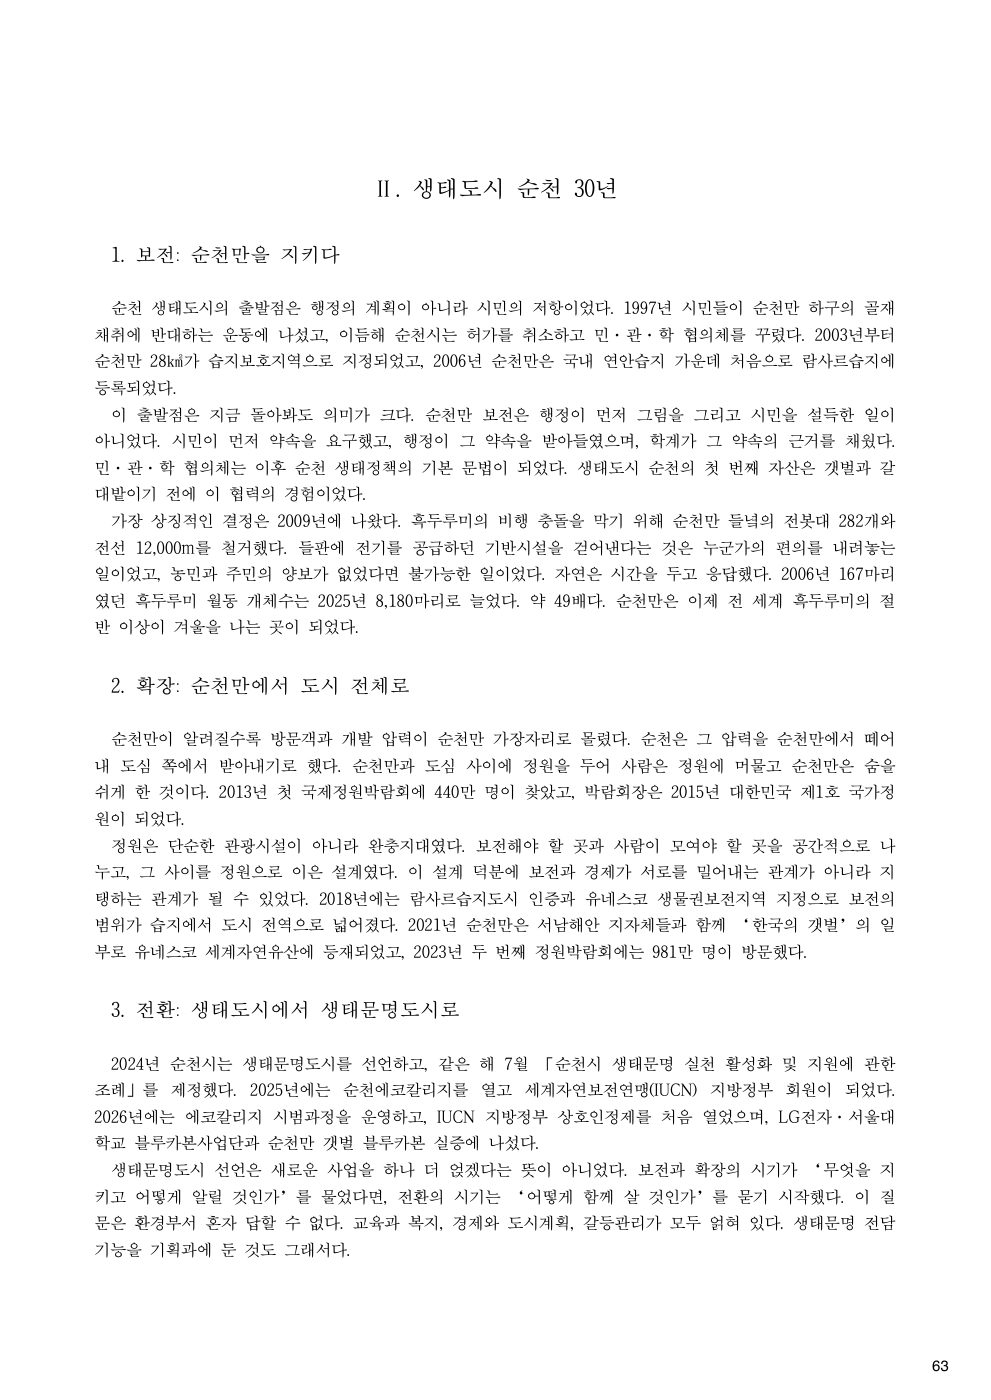 Ⅱ. 생태도시 순천 30년
1. 보전: 순천만을 지키다
순천 생태도시의 출발점은 행정의 계획이 아니라 시민의 저항이었다. 1997년 시민들이 순천만 하구의 골재
채취에 반대하는 운동에 나섰고, 이듬해 순천시는 허가를 취소하고 민·관·학 협의체를 꾸렸다. 2003년부터
순천만 28㎢가 습지보호지역으로 지정되었고, 2006년 순천만은 국내 연안습지 가운데 처음으로 람사르습지에
등록되었다.
이 출발점은 지금 돌아봐도 의미가 크다. 순천만 보전은 행정이 먼저 그림을 그리고 시민을 설득한 일이
아니었다. 시민이 먼저 약속을 요구했고, 행정이 그 약속을 받아들였으며, 학계가 그 약속의 근거를 채웠다.
민·관·학 협의체는 이후 순천 생태정책의 기본 문법이 되었다. 생태도시 순천의 첫 번째 자산은 갯벌과 갈
대밭이기 전에 이 협력의 경험이었다.
가장 상징적인 결정은 2009년에 나왔다. 흑두루미의 비행 충돌을 막기 위해 순천만 들녘의 전봇대 282개와
전선 12,000m를 철거했다. 들판에 전기를 공급하던 기반시설을 걷어낸다는 것은 누군가의 편의를 내려놓는
일이었고, 농민과 주민의 양보가 없었다면 불가능한 일이었다. 자연은 시간을 두고 응답했다. 2006년 167마리
였던 흑두루미 월동 개체수는 2025년 8,180마리로 늘었다. 약 49배다. 순천만은 이제 전 세계 흑두루미의 절
반 이상이 겨울을 나는 곳이 되었다.
2. 확장: 순천만에서 도시 전체로
순천만이 알려질수록 방문객과 개발 압력이 순천만 가장자리로 몰렸다. 순천은 그 압력을 순천만에서 떼어
내 도심 쪽에서 받아내기로 했다. 순천만과 도심 사이에 정원을 두어 사람은 정원에 머물고 순천만은 숨을
쉬게 한 것이다. 2013년 첫 국제정원박람회에 440만 명이 찾았고, 박람회장은 2015년 대한민국 제1호 국가정
원이 되었다.
정원은 단순한 관광시설이 아니라 완충지대였다. 보전해야 할 곳과 사람이 모여야 할 곳을 공간적으로 나
누고, 그 사이를 정원으로 이은 설계였다. 이 설계 덕분에 보전과 경제가 서로를 밀어내는 관계가 아니라 지
탱하는 관계가 될 수 있었다. 2018년에는 람사르습지도시 인증과 유네스코 생물권보전지역 지정으로 보전의
범위가 습지에서 도시 전역으로 넓어졌다. 2021년 순천만은 서남해안 지자체들과 함께 ‘한국의 갯벌’의 일
부로 유네스코 세계자연유산에 등재되었고, 2023년 두 번째 정원박람회에는 981만 명이 방문했다.
3. 전환: 생태도시에서 생태문명도시로
2024년 순천시는 생태문명도시를 선언하고, 같은 해 7월 「순천시 생태문명 실천 활성화 및 지원에 관한
조례」를 제정했다. 2025년에는 순천에코칼리지를 열고 세계자연보전연맹(IUCN) 지방정부 회원이 되었다.
2026년에는 에코칼리지 시범과정을 운영하고, IUCN 지방정부 상호인정제를 처음 열었으며, LG전자·서울대
학교 블루카본사업단과 순천만 갯벌 블루카본 실증에 나섰다.
생태문명도시 선언은 새로운 사업을 하나 더 얹겠다는 뜻이 아니었다. 보전과 확장의 시기가 ‘무엇을 지
키고 어떻게 알릴 것인가’를 물었다면, 전환의 시기는 ‘어떻게 함께 살 것인가’를 묻기 시작했다. 이 질
문은 환경부서 혼자 답할 수 없다. 교육과 복지, 경제와 도시계획, 갈등관리가 모두 얽혀 있다. 생태문명 전담
기능을 기획과에 둔 것도 그래서다.
63